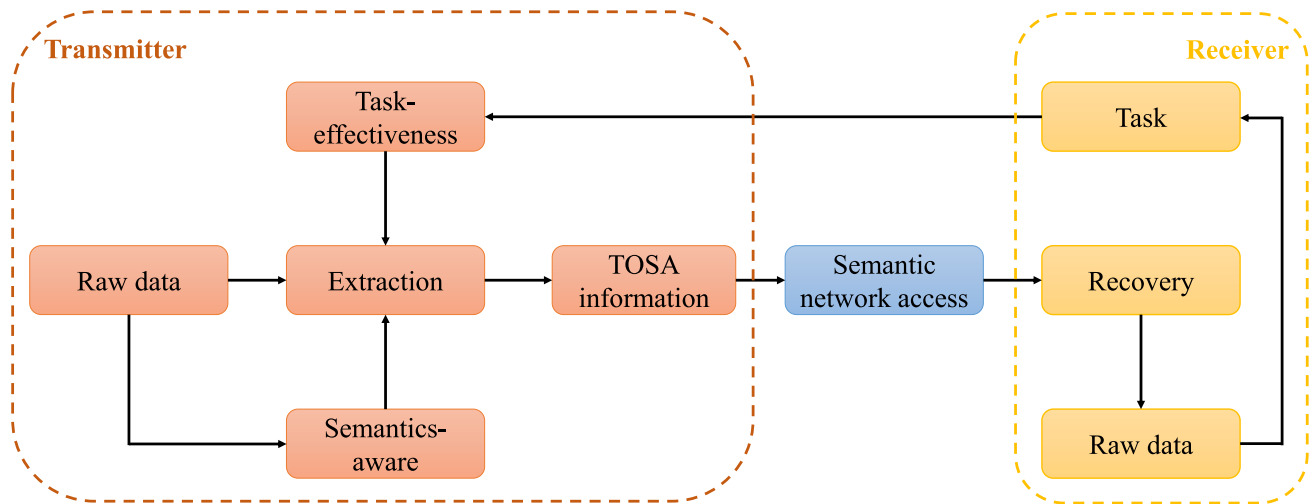 Transmitter
Receiver
Task-
effectiveness
Task
Raw data
Extraction
TOSA
information
Semantic
network access
Recovery
Semantics-
aware
Raw data